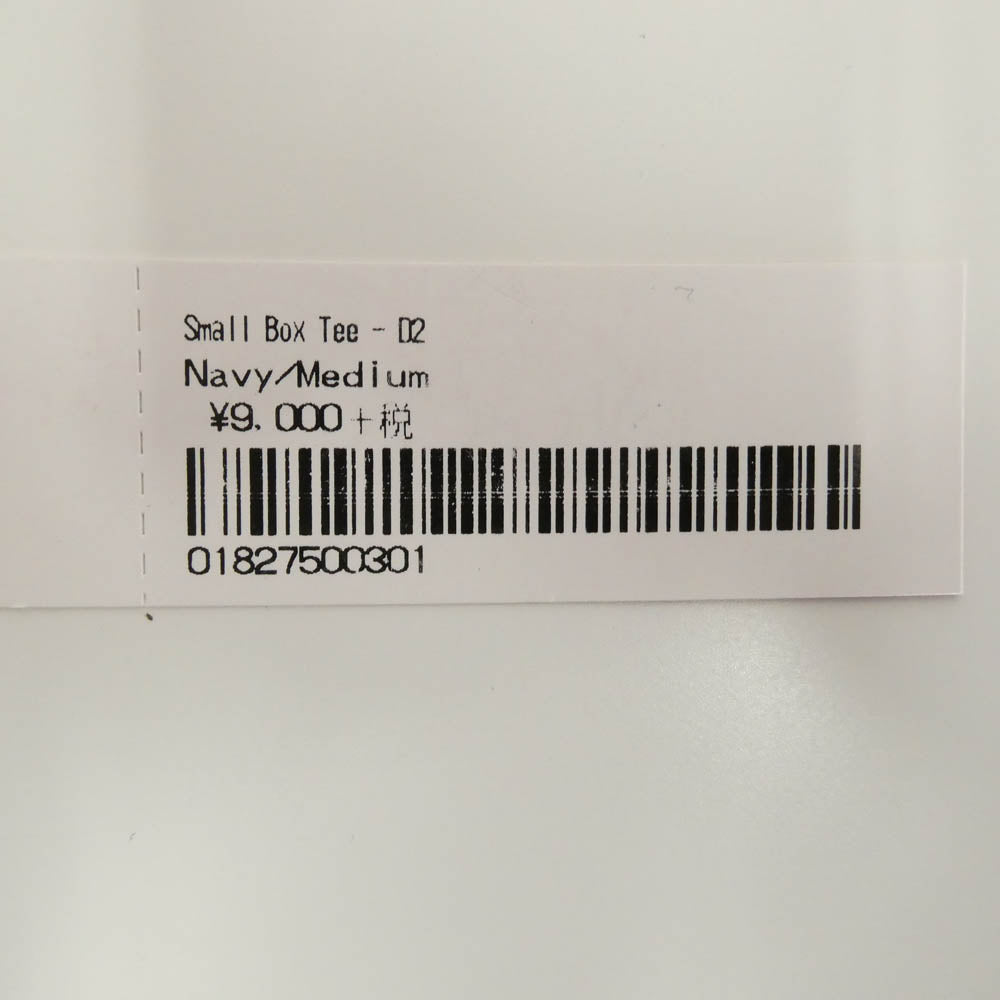 Small Box Tee - D2
Navy/Medium
¥9.000+税
01827500301